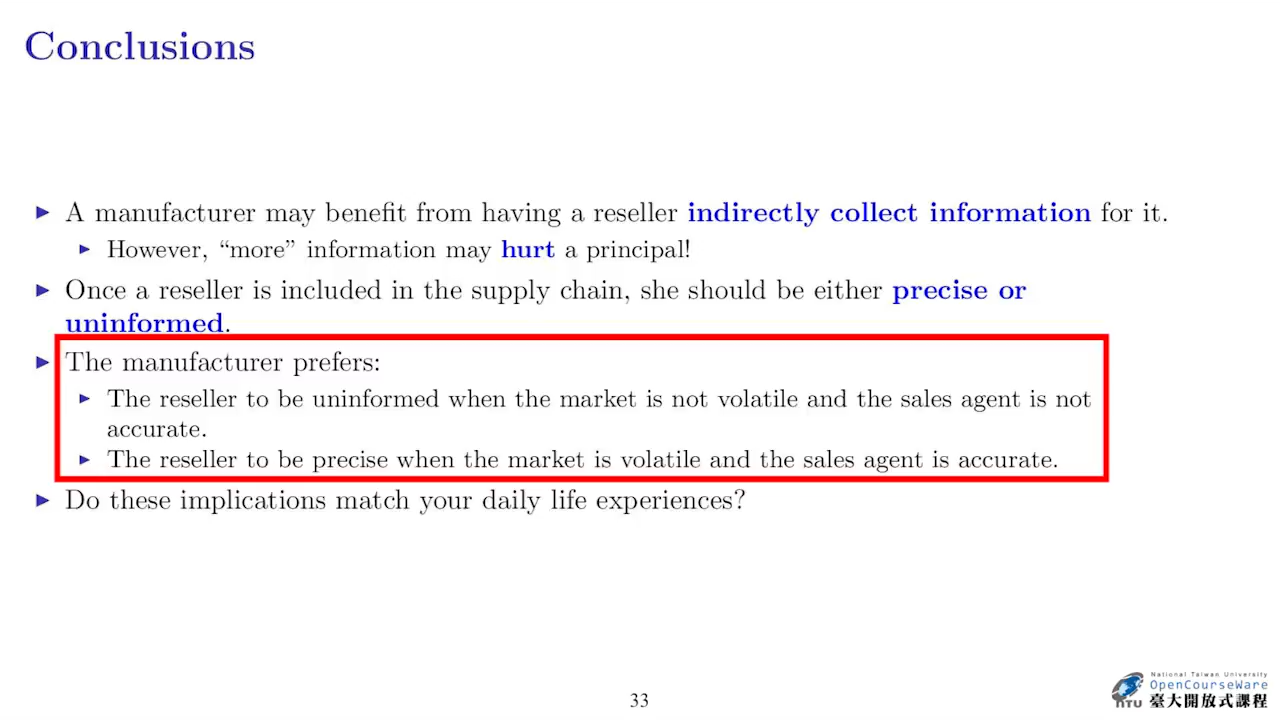 Conclusions
▶ A manufacturer may benefit from having a reseller indirectly collect information for it.
▶ However, “more” information may hurt a principal!
▶ Once a reseller is included in the supply chain, she should be either precise or
uninformed.
▶ The manufacturer prefers:
▶ The reseller to be uninformed when the market is not volatile and the sales agent is not
accurate.
▶ The reseller to be precise when the market is volatile and the sales agent is accurate.
▶ Do these implications match your daily life experiences?
33
National Taiwan University
OpenCourseWare
NTU 臺大開放式課程